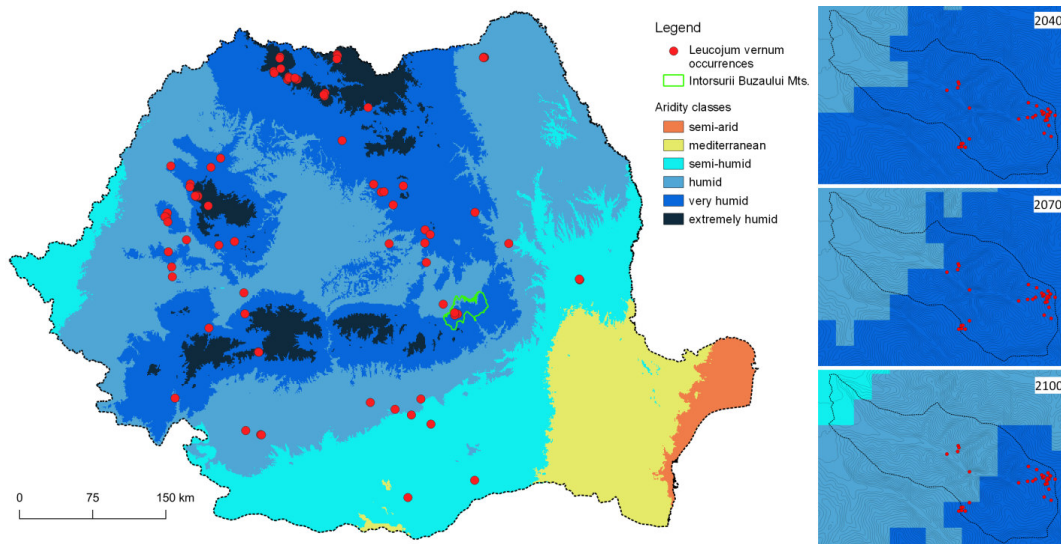 Legend
Leucojum vernum
occurrences
Intorsurii Buzaului Mts.
Aridity classes
semi-arid
mediterranean
semi-humid
humid
very humid
extremely humid
0 75 150 km
2040
2070
2100